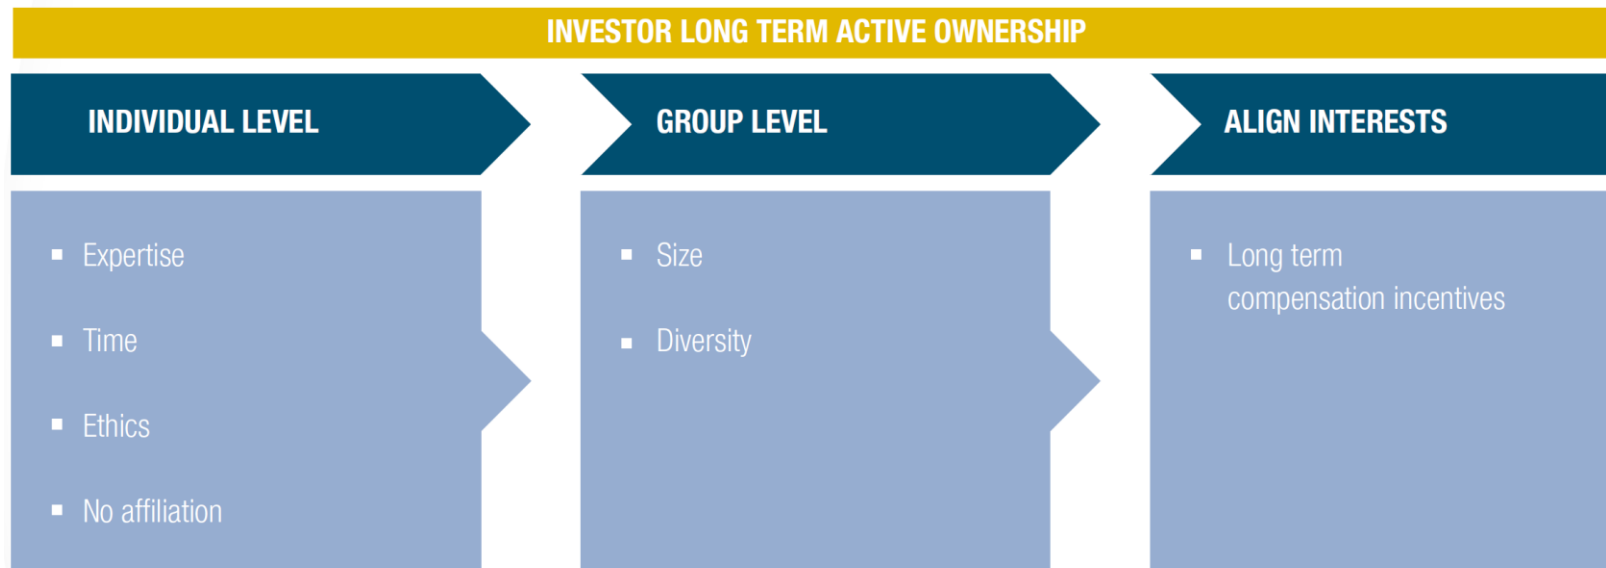 INVESTOR LONG TERM ACTIVE OWNERSHIP
INDIVIDUAL LEVEL
Expertise
Time
Ethics
No affiliation
GROUP LEVEL
Size
Diversity
ALIGN INTERESTS
Long term
compensation incentives